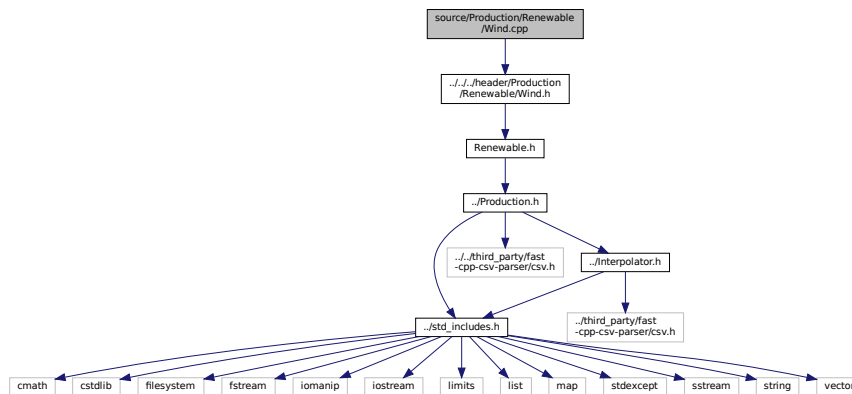 source/Production/Renewable
/Wind.cpp
../../../header/Production
/Renewable/Wind.h
Renewable.h
../Production.h
../../third_party/fast
-cpp-csv-parser/csv.h
../Interpolator.h
../std_includes.h
../third_party/fast
-cpp-csv-parser/csv.h
cmath
cstdlib
filesystem
fstream
iomanip
iostream
limits
list
map
stdexcept
sstream
string
vector